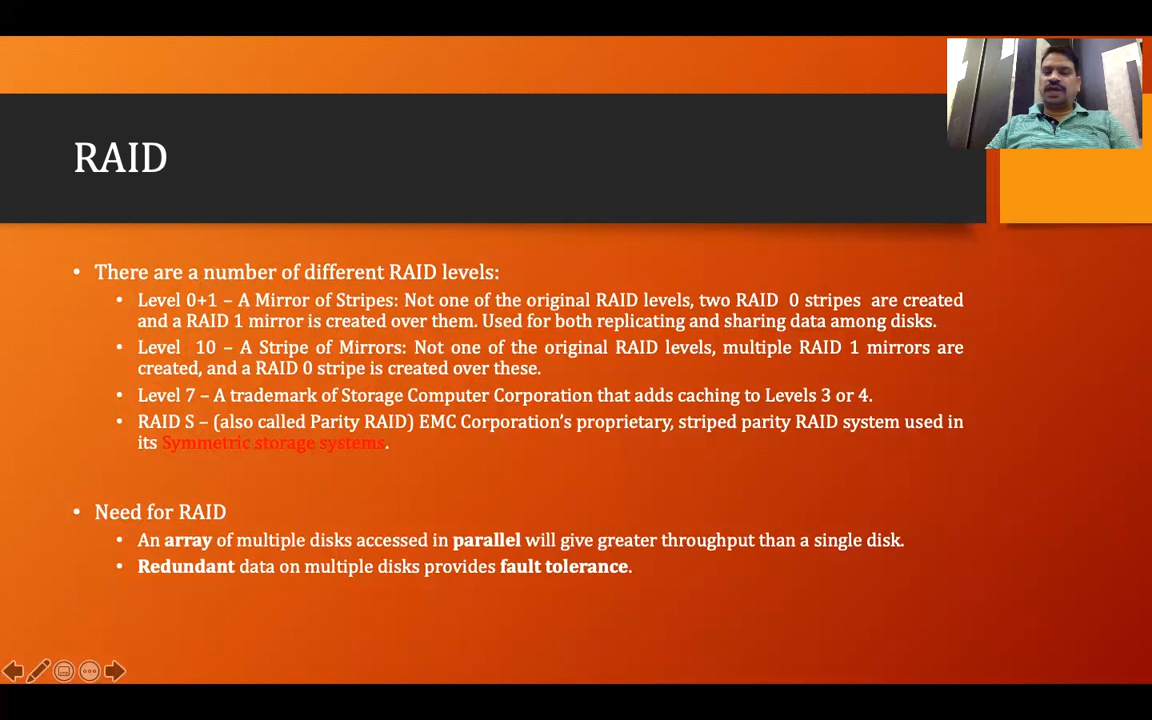 RAID
• There are a number of different RAID levels:
• Level 0+1 – A Mirror of Stripes: Not one of the original RAID levels, two RAID 0 stripes are created
and a RAID 1 mirror is created over them. Used for both replicating and sharing data among disks.
• Level 10 – A Stripe of Mirrors: Not one of the original RAID levels, multiple RAID 1 mirrors are
created, and a RAID 0 stripe is created over these.
• Level 7 – A trademark of Storage Computer Corporation that adds caching to Levels 3 or 4.
• RAID S – (also called Parity RAID) EMC Corporation's proprietary, striped parity RAID system used in
its Symmetric storage systems.
• Need for RAID
• An array of multiple disks accessed in parallel will give greater throughput than a single disk.
• Redundant data on multiple disks provides fault tolerance.